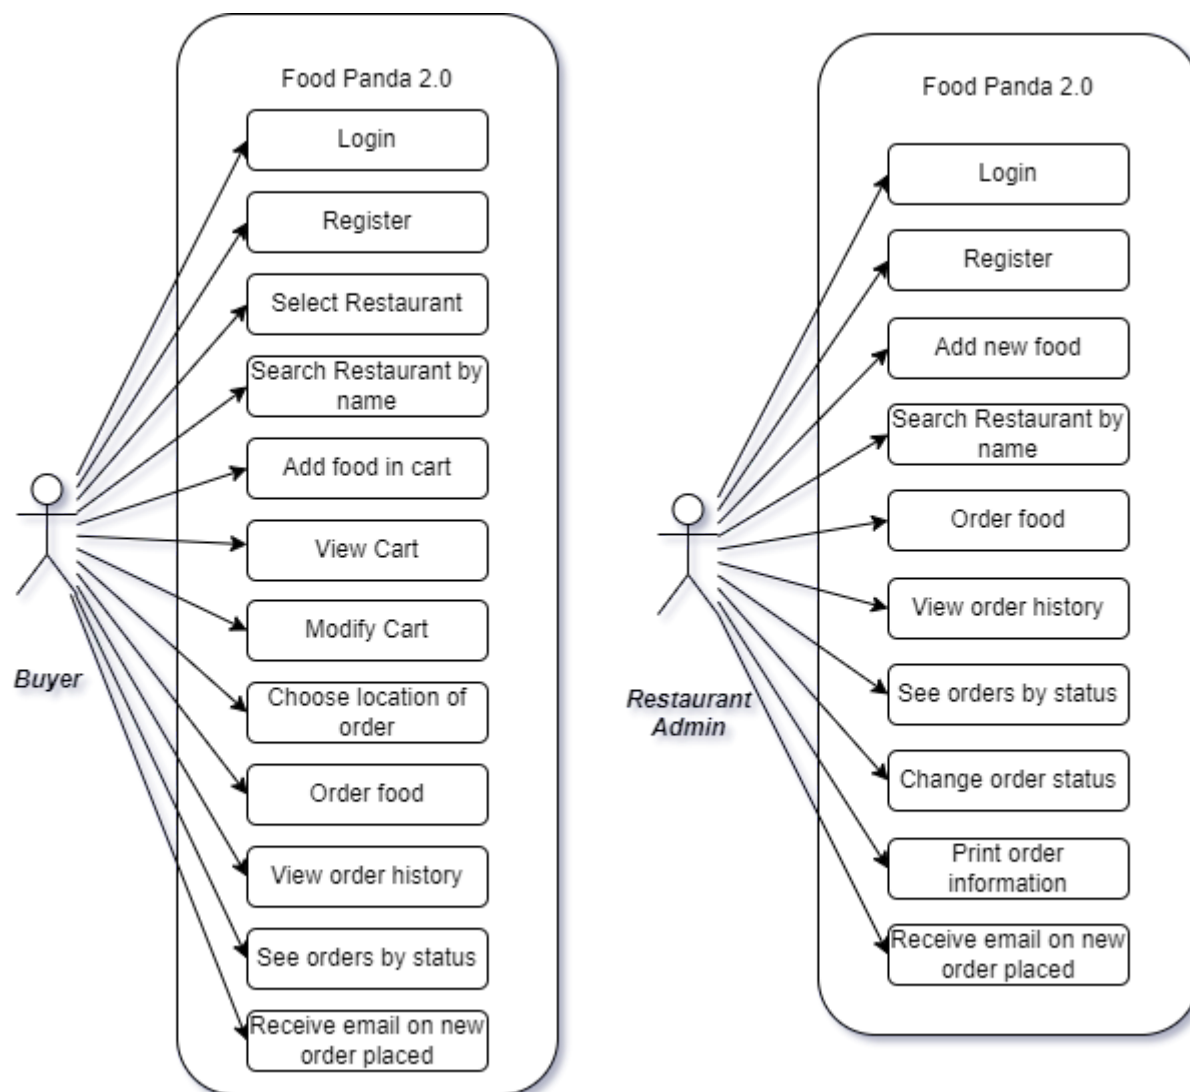 Food Panda 2.0
Login
Register
Select Restaurant
Search Restaurant by
name
Add food in cart
View Cart
Modify Cart
Choose location of
order
Order food
View order history
See orders by status
Receive email on new
order placed
Buyer
Food Panda 2.0
Login
Register
Add new food
Search Restaurant by
name
Order food
View order history
See orders by status
Change order status
Print order
information
Receive email on new
order placed
Restaurant
Admin